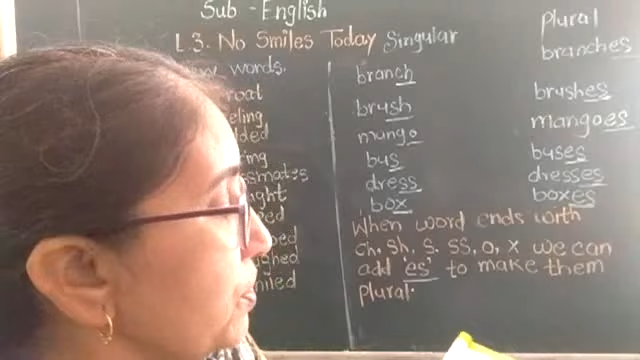 Sub - English
L 3. No Smiles Today
words.
Singular
branch
brush
mango
bus
dress
box
Plural
branches
brushes
mangoes
buses
dresses
boxes
When word ends with
ch, sh, s, ss, o, x we can
add 'es' to make them
plural.